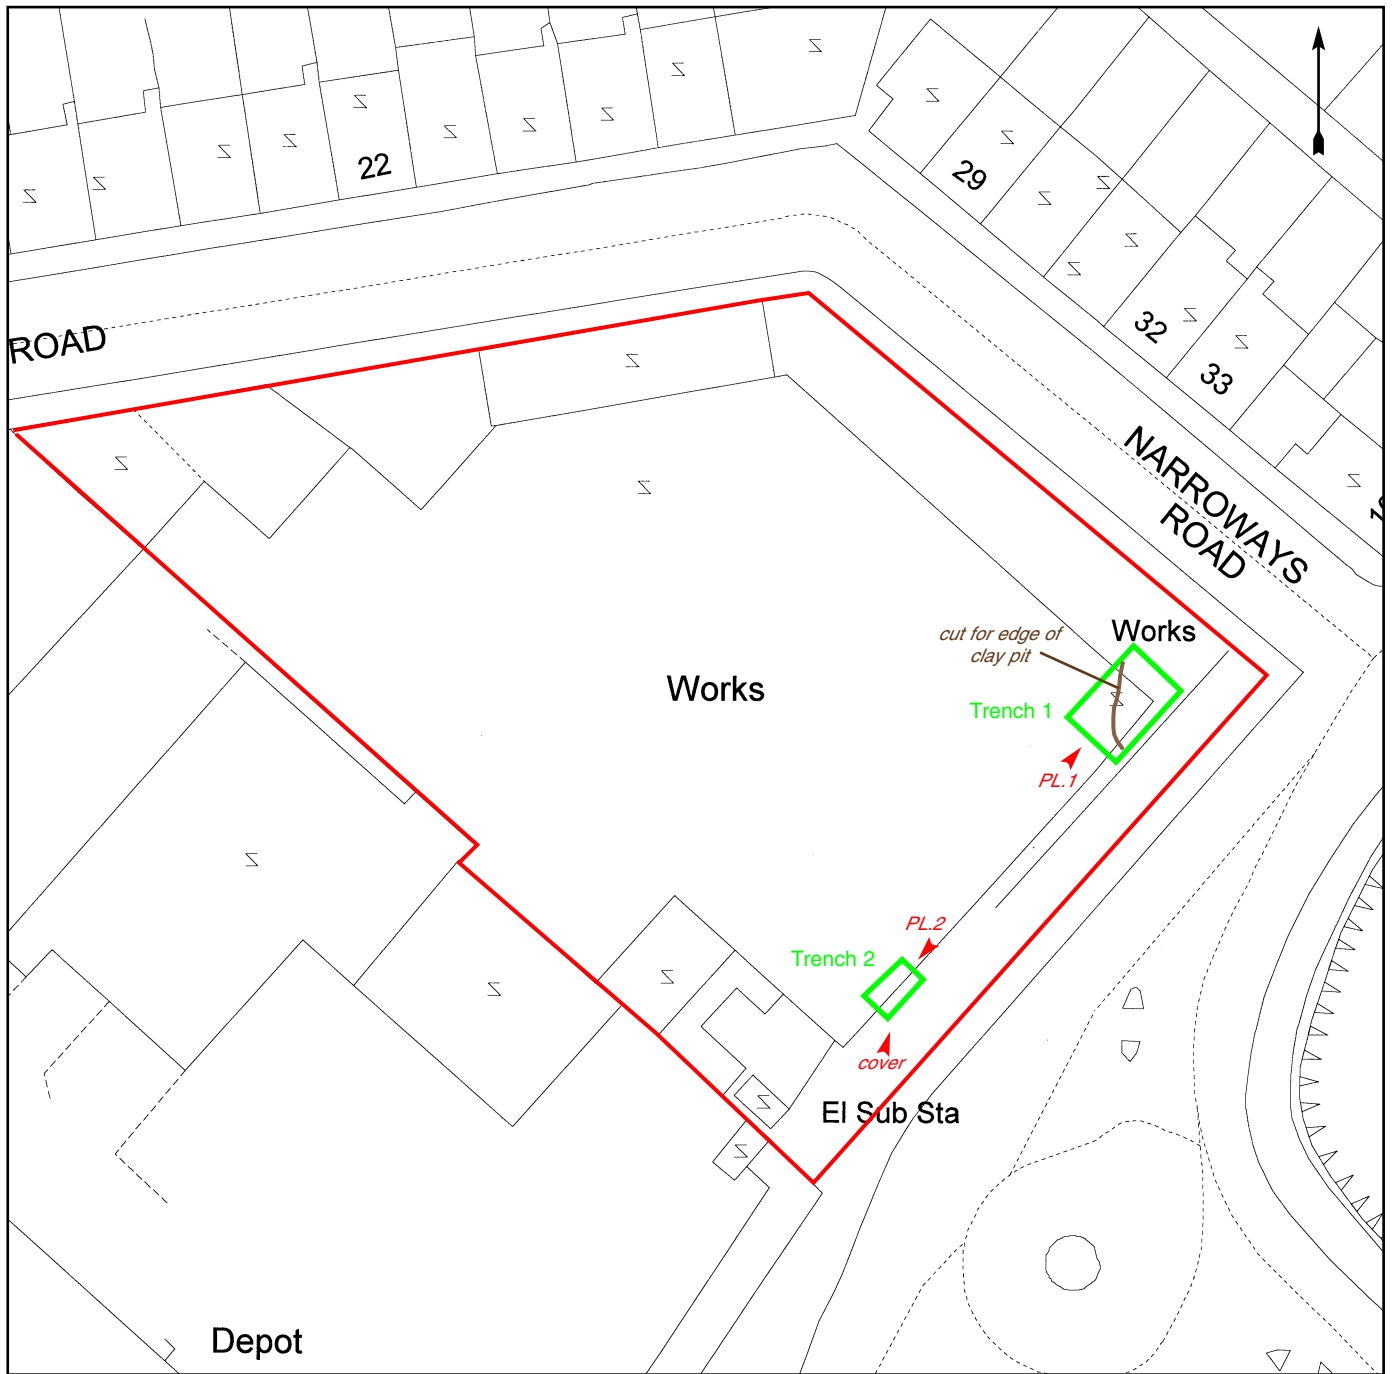 22
29
32
33
ROAD
NARROWAYS
ROAD
cut for edge of
clay pit
Works
Works
Trench 1
PL.1
PL.2
Trench 2
cover
El Sub Sta
Depot